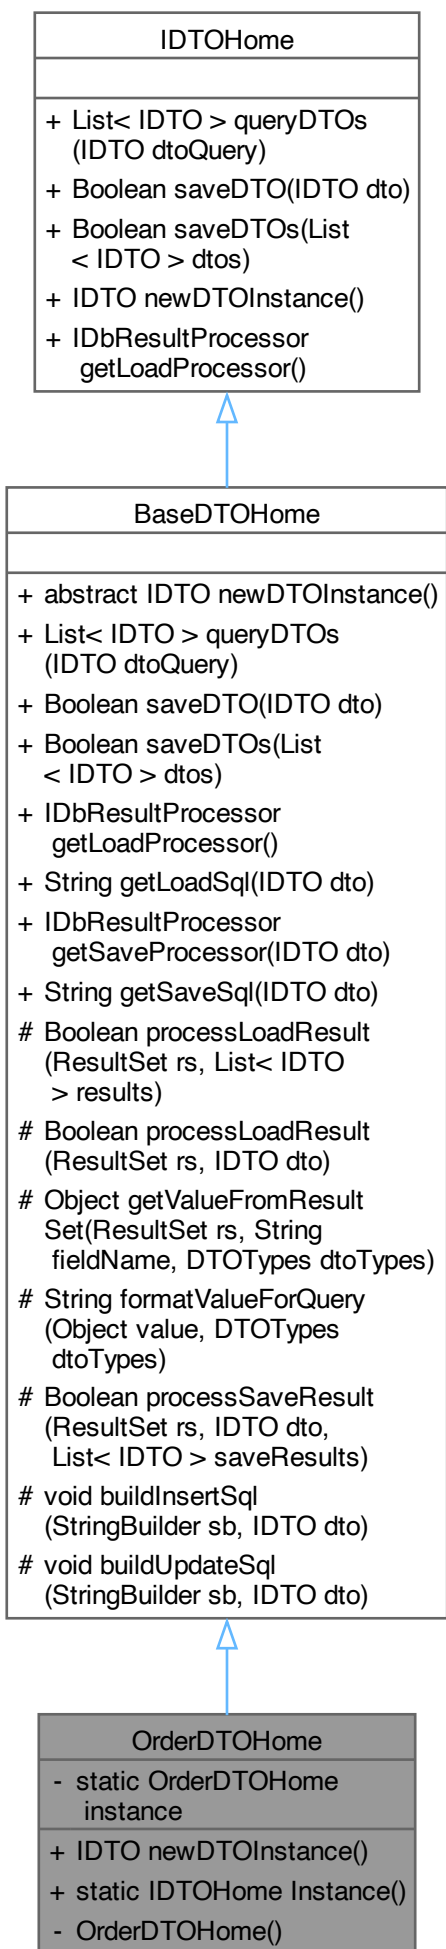 IDTOHome
+ List< IDTO > queryDTOs
(IDTO dtoQuery)
+ Boolean saveDTO(IDTO dto)
+ Boolean saveDTOs(List
< IDTO > dtos)
+ IDTO newDTOInstance()
+ IDbResultProcessor
getLoadProcessor()
BaseDTOHome
+ abstract IDTO newDTOInstance()
+ List< IDTO > queryDTOs
(IDTO dtoQuery)
+ Boolean saveDTO(IDTO dto)
+ Boolean saveDTOs(List
< IDTO > dtos)
+ IDbResultProcessor
getLoadProcessor()
+ String getLoadSql(IDTO dto)
+ IDbResultProcessor
getSaveProcessor(IDTO dto)
+ String getSaveSql(IDTO dto)
# Boolean processLoadResult
(ResultSet rs, List< IDTO
> results)
# Boolean processLoadResult
(ResultSet rs, IDTO dto)
# Object getValueFromResult
Set(ResultSet rs, String
fieldName, DTOTypes dtoTypes)
# String formatValueForQuery
(Object value, DTOTypes
dtoTypes)
# Boolean processSaveResult
(ResultSet rs, IDTO dto,
List< IDTO > saveResults)
# void buildInsertSql
(StringBuilder sb, IDTO dto)
# void buildUpdateSql
(StringBuilder sb, IDTO dto)
OrderDTOHome
- static OrderDTOHome
instance
+ IDTO newDTOInstance()
+ static IDTOHome Instance()
- OrderDTOHome()